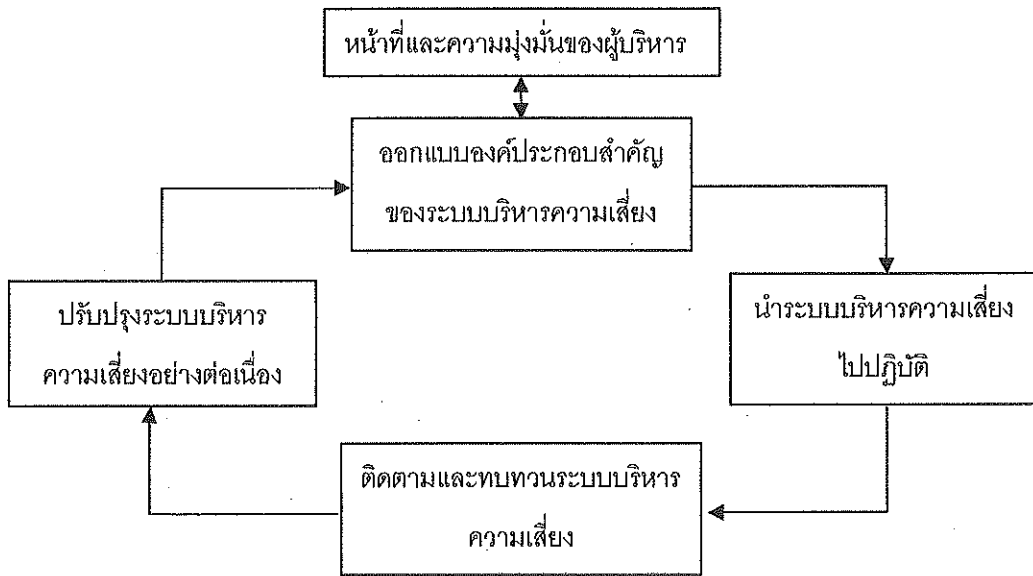 หน้าที่และความมุ่งมั่นของผู้บริหาร
ออกแบบองค์ประกอบสำคัญ
ของระบบบริหารความเสี่ยง
นำระบบบริหารความเสี่ยง
ไปปฏิบัติ
ติดตามและทบทวนระบบบริหาร
ความเสี่ยง
ปรับปรุงระบบบริหาร
ความเสี่ยงอย่างต่อเนื่อง